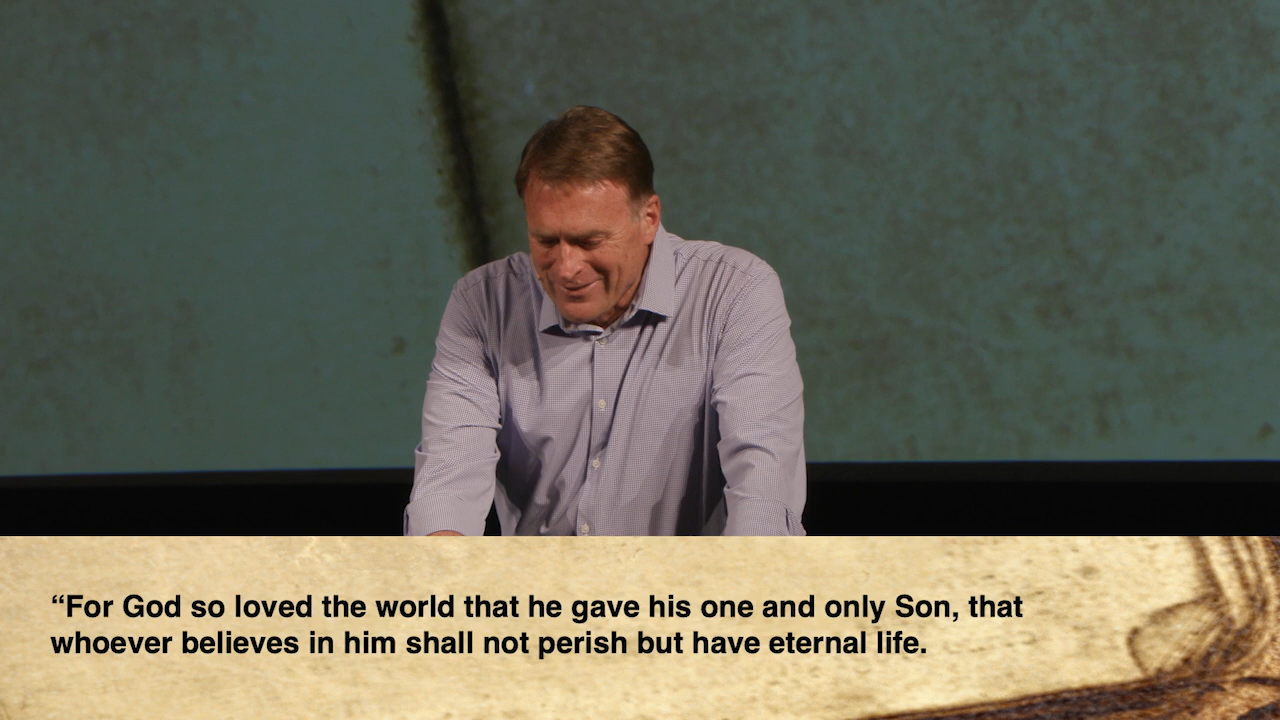 “For God so loved the world that he gave his one and only Son, that
whoever believes in him shall not perish but have eternal life.